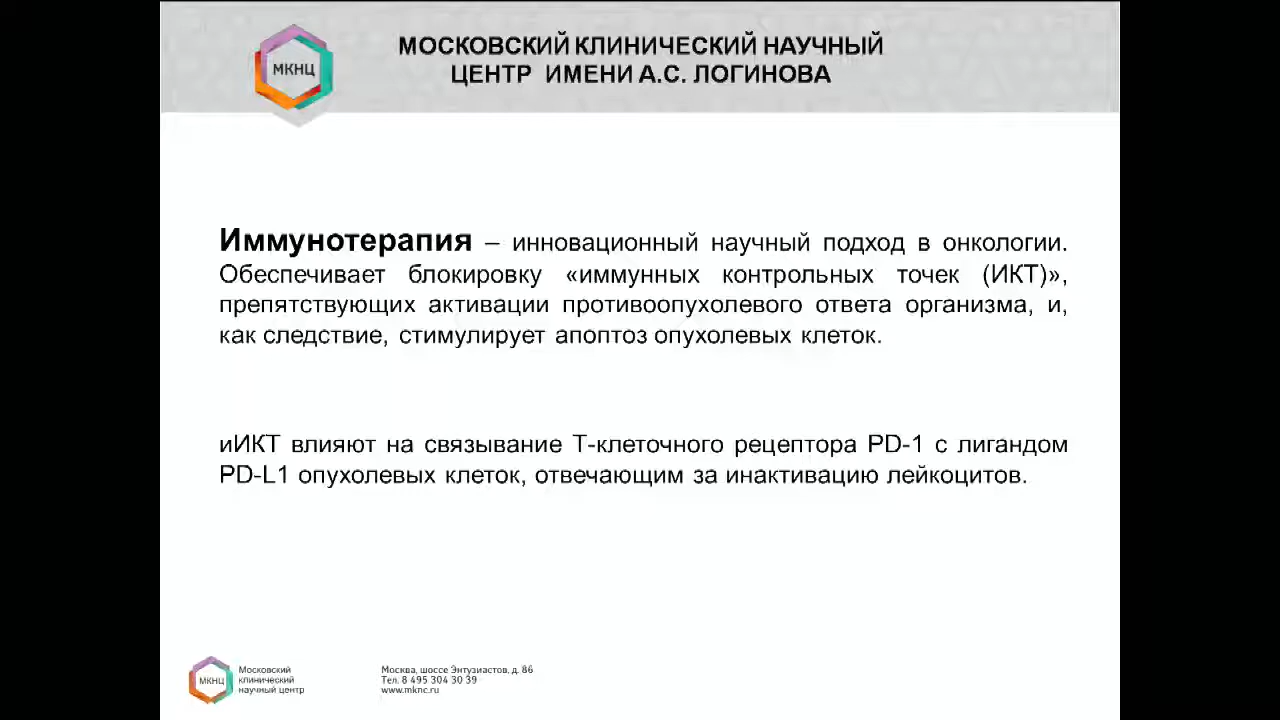 МКНЦ
МОСКОВСКИЙ КЛИНИЧЕСКИЙ НАУЧНЫЙ
ЦЕНТР ИМЕНИ А.С. ЛОГИНОВА
Иммунотерапия – инновационный научный подход в онкологии.
Обеспечивает блокировку «иммунных контрольных точек (ИКТ)»,
препятствующих активации противоопухолевого ответа организма, и,
как следствие, стимулирует апоптоз опухолевых клеток.
иИКТ влияют на связывание Т-клеточного рецептора PD-1 с лигандом
PD-L1 опухолевых клеток, отвечающим за инактивацию лейкоцитов.
МКНЦ
Московский
клинический
научный центр
Москва, шоссе Энтузиастов, д. 86
Тел. 8 495 304 30 39
www.mknc.ru